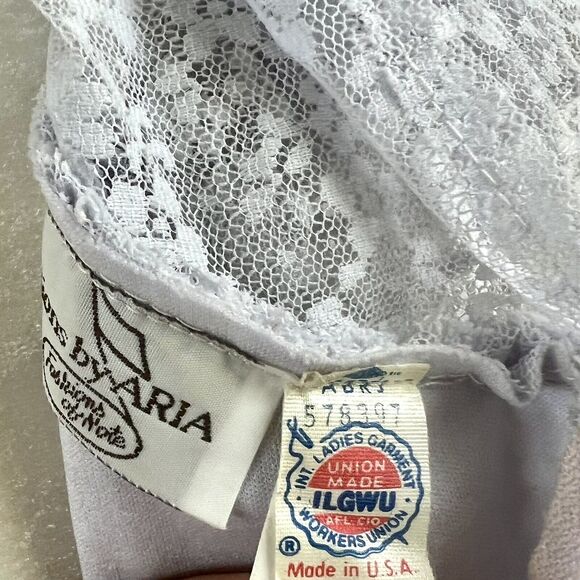 by ARIA
Fashions
of Note
578397
INT. LADIES GARMENT
UNION
MADE
ILGWU
AFL-CIO
WORKERS UNION
®
Made in U.S.A.